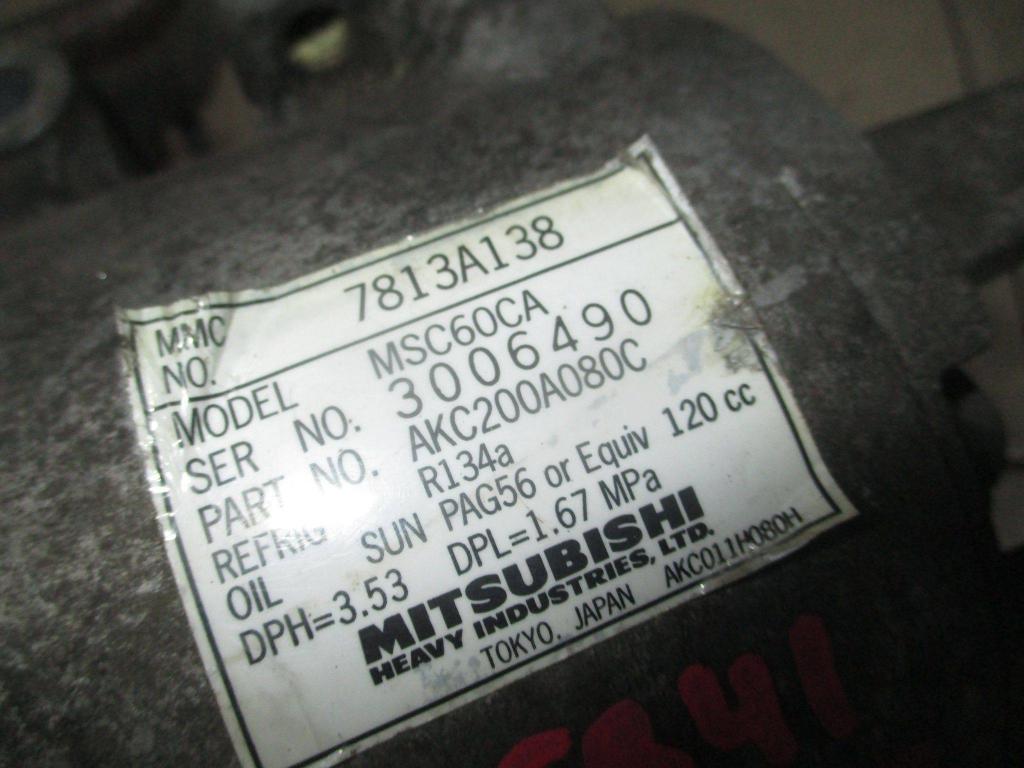 MMC NO. 7813A138
MODEL MSC60CA
SER NO. 3006490
PART NO. AKC200A080C
REFRIG R134a
OIL SUN PAG56 or Equiv 120 cc
DPH=3.53 DPL=1.67 MPa
MITSUBISHI
HEAVY INDUSTRIES, LTD.
TOKYO. JAPAN AKC011H080H